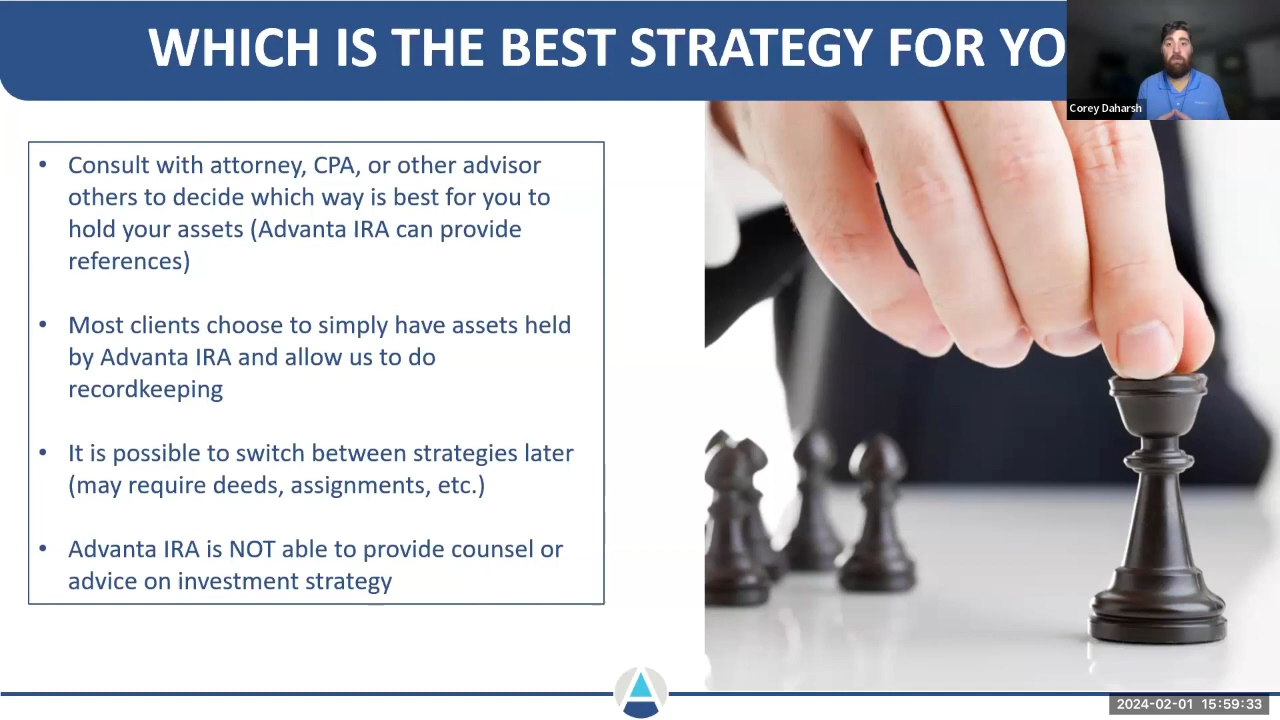 WHICH IS THE BEST STRATEGY FOR YO
Corey Daharsh
• Consult with attorney, CPA, or other advisor
others to decide which way is best for you to
hold your assets (Advanta IRA can provide
references)
• Most clients choose to simply have assets held
by Advanta IRA and allow us to do
recordkeeping
• It is possible to switch between strategies later
(may require deeds, assignments, etc.)
• Advanta IRA is NOT able to provide counsel or
advice on investment strategy
2024-02-01 15:59:33